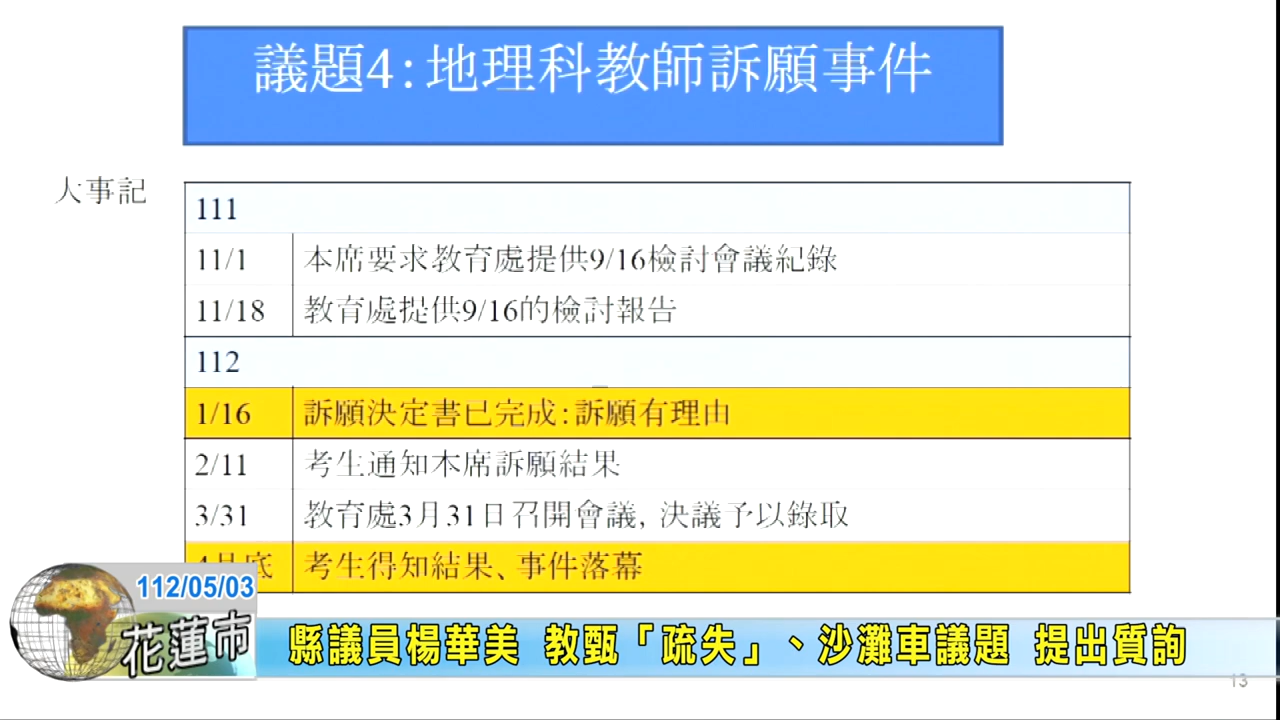 議題4:地理科教師訴願事件
大事記
111
11/1 本席要求教育處提供9/16檢討會議紀錄
11/18 教育處提供9/16的檢討報告
112
1/16 訴願決定書已完成:訴願有理由
2/11 考生通知本席訴願結果
3/31 教育處3月31日召開會議, 決議予以錄取
4月底 考生得知結果、事件落幕
112/05/03
花蓮市
縣議員楊華美 教甄「疏失」、沙灘車議題 提出質詢
13